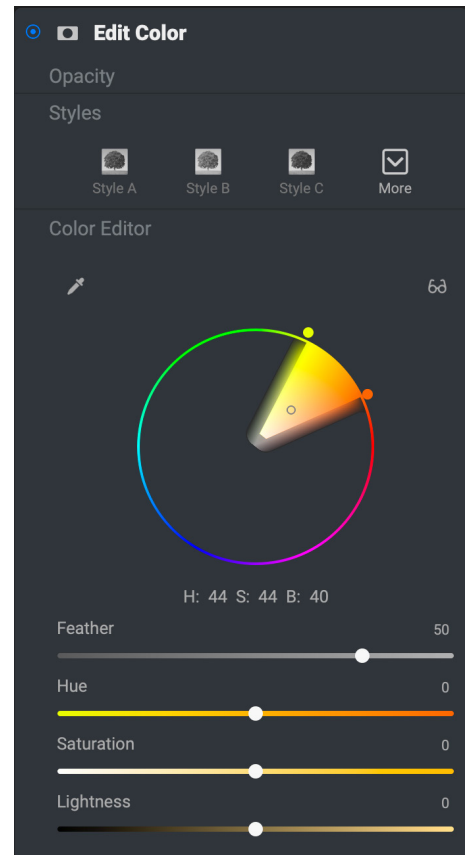 Edit Color
Opacity
Styles
Style A Style B Style C More
Color Editor
H: 44 S: 44 B: 40
Feather 50
Hue 0
Saturation 0
Lightness 0